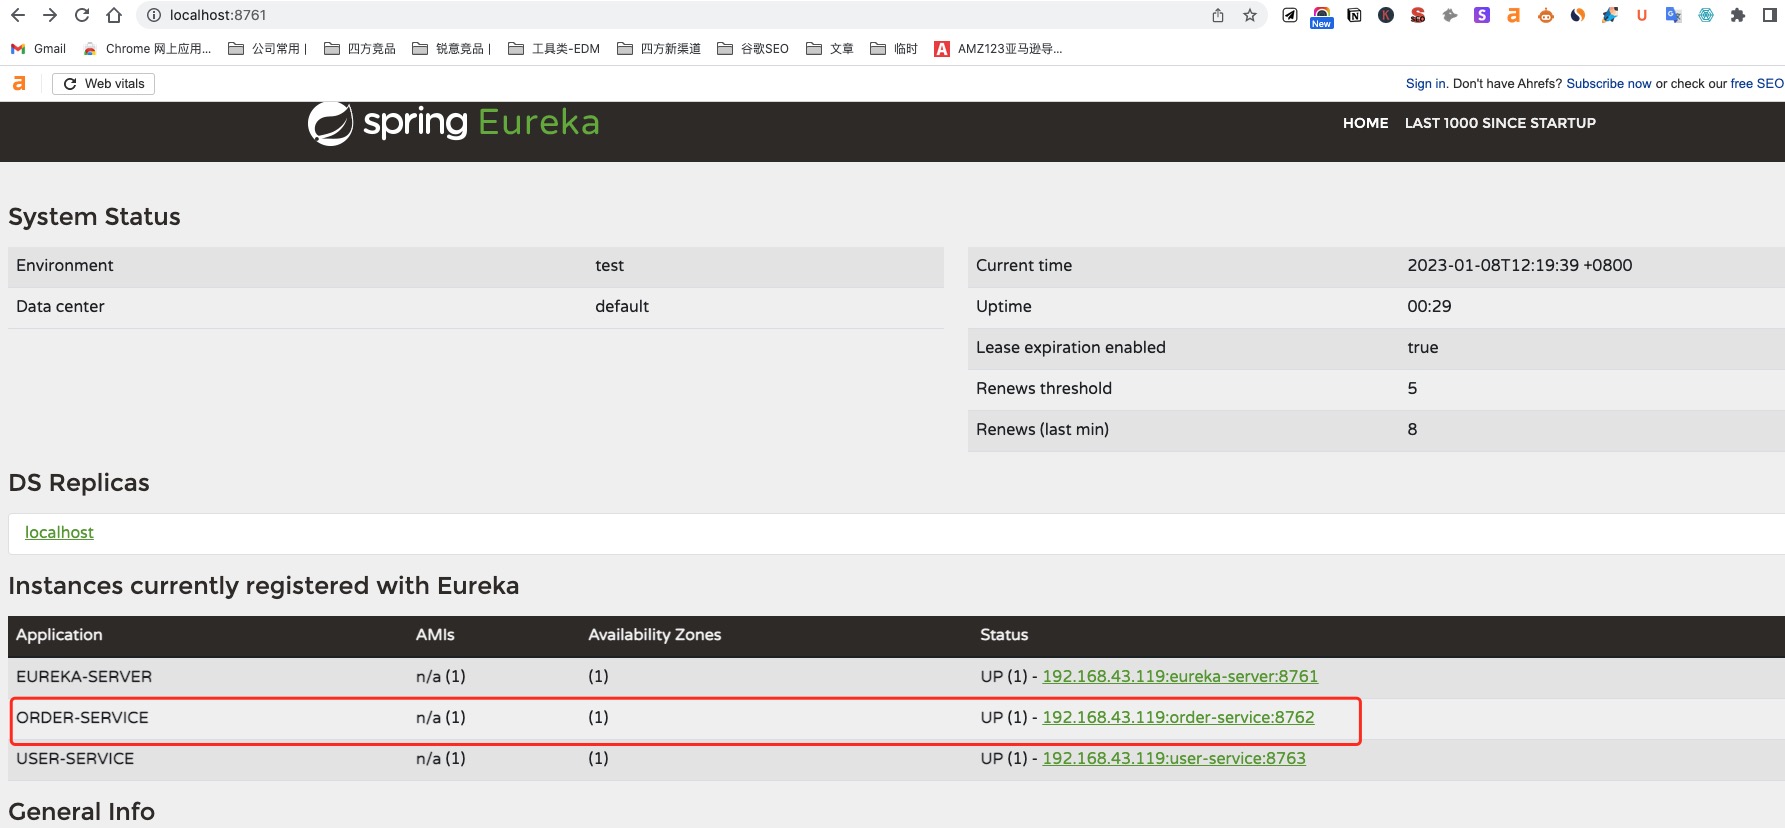 localhost:8761
New
Gmail Chrome 网上应用... 公司常用 | 四方竞品 锐意竞品 | 工具类-EDM 四方新渠道 谷歌SEO 文章 临时 AMZ123亚马逊导...
Web vitals Sign in. Don't have Ahrefs? Subscribe now or check our free SEO
spring Eureka HOME LAST 1000 SINCE STARTUP
System Status
Environment test Current time 2023-01-08T12:19:39 +0800
Data center default Uptime 00:29
Lease expiration enabled true
Renews threshold 5
Renews (last min) 8
DS Replicas
localhost
Instances currently registered with Eureka
Application AMIs Availability Zones Status
EUREKA-SERVER n/a (1) (1) UP (1) - 192.168.43.119:eureka-server:8761
ORDER-SERVICE n/a (1) (1) UP (1) - 192.168.43.119:order-service:8762
USER-SERVICE n/a (1) (1) UP (1) - 192.168.43.119:user-service:8763
General Info